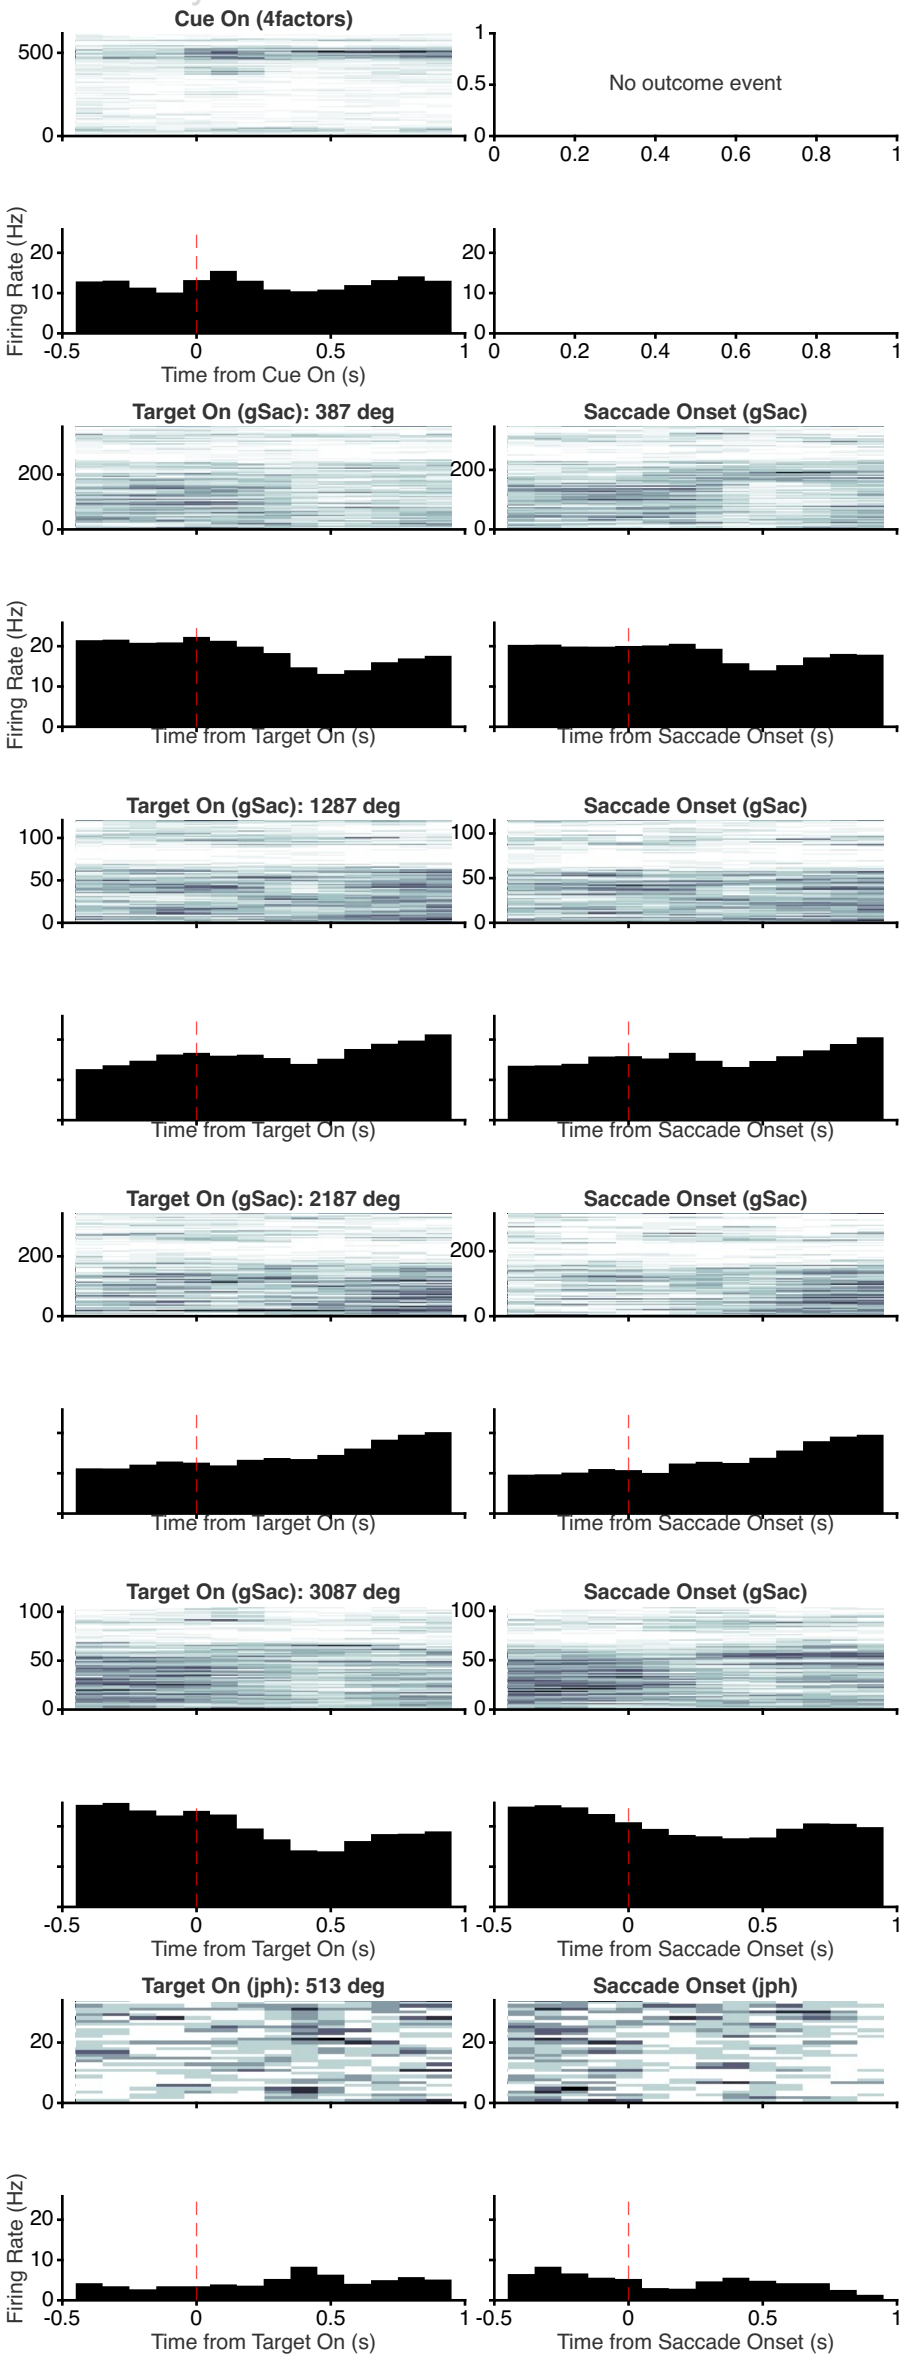 Cue On (4factors)
500
0
1
0.5
0
No outcome event
0 0.2 0.4 0.6 0.8 1
Firing Rate (Hz)
20
10
0
-0.5 0 0.5 1
Time from Cue On (s)
20
10
0
0 0.2 0.4 0.6 0.8 1
Target On (gSac): 387 deg
200
0
Saccade Onset (gSac)
200
0
Firing Rate (Hz)
20
10
0
Time from Target On (s)
Time from Saccade Onset (s)
Target On (gSac): 1287 deg
100
50
0
Saccade Onset (gSac)
100
50
0
Time from Target On (s)
Time from Saccade Onset (s)
Target On (gSac): 2187 deg
200
0
Saccade Onset (gSac)
200
0
Time from Target On (s)
Time from Saccade Onset (s)
Target On (gSac): 3087 deg
100
50
0
Saccade Onset (gSac)
100
50
0
-0.5 0 0.5 1
Time from Target On (s)
-0.5 0 0.5 1
Time from Saccade Onset (s)
Target On (jph): 513 deg
20
0
Saccade Onset (jph)
20
0
Firing Rate (Hz)
20
10
0
-0.5 0 0.5 1
Time from Target On (s)
-0.5 0 0.5 1
Time from Saccade Onset (s)